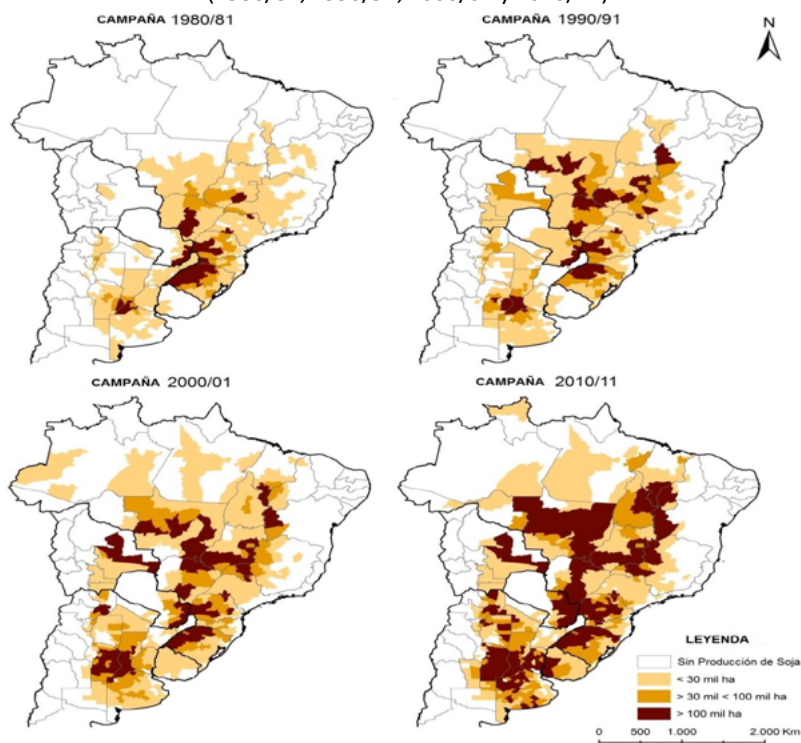 CAMPAÑA 1980/81
CAMPAÑA 1990/91
N
CAMPAÑA 2000/01
CAMPAÑA 2010/11
LEYENDA
Sin Producción de Soja
< 30 mil ha
> 30 mil < 100 mil ha
> 100 mil ha
0 500 1.000 2.000 Km